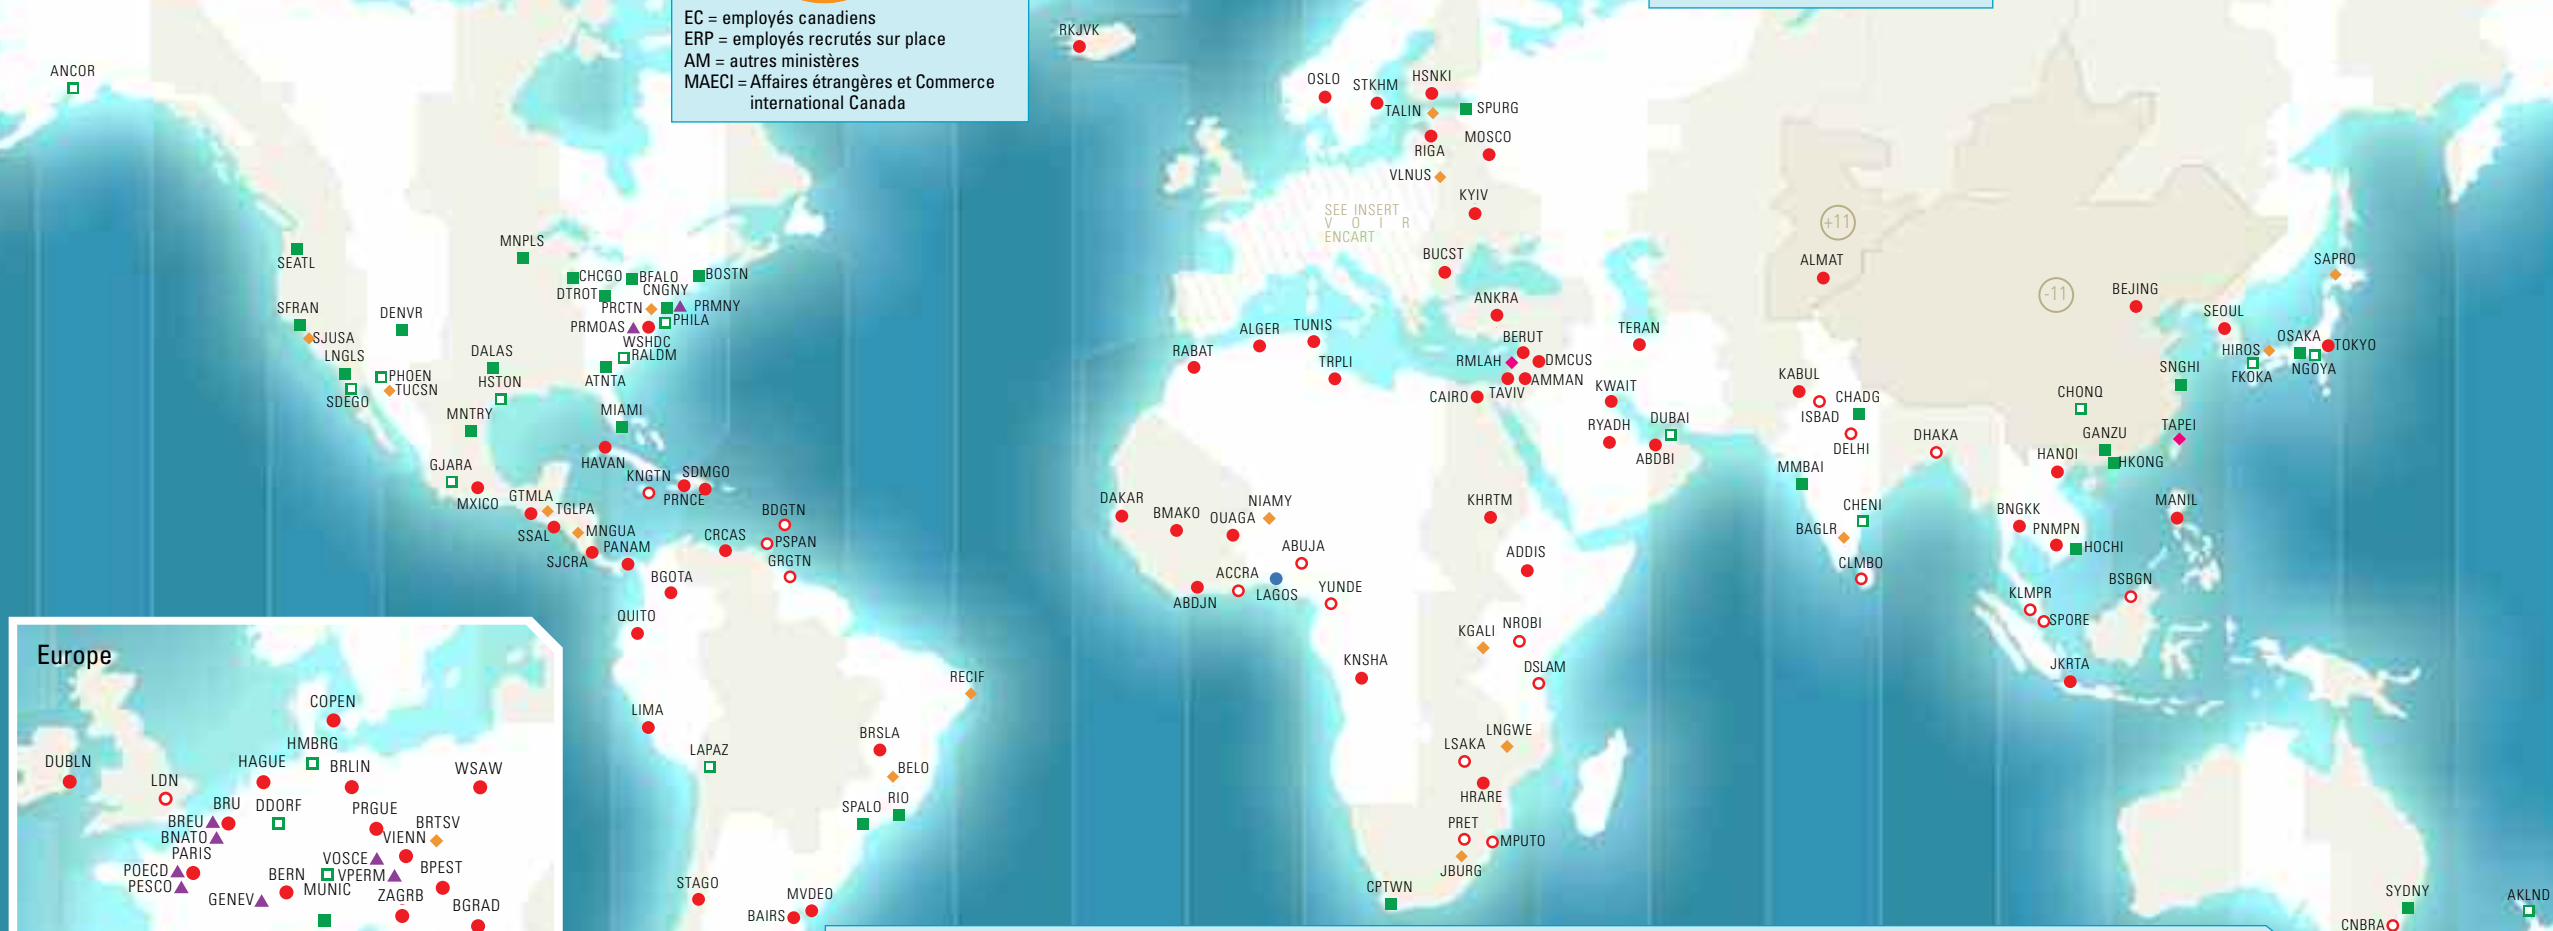 EC = employés canadiens
ERP = employés recrutés sur place
AM = autres ministères
MAECI = Affaires étrangères et Commerce
international Canada
ANCOR
RKJVK
OSLO
STKHM
HSNKI
TALIN
SPURG
RIGA
MOSCO
VLNUS
KYIV
SEE INSERT
VOIR
ENCART
BUCST
+11
ALMAT
-11
BEJING
SAPRO
SEOUL
HIROS
OSAKA
TOKYO
FKOKA
NGOYA
SEATL
MNPLS
CHCGO
BFALO
BOSTN
DTROT
CNGNY
PRCTN
PRMNY
PRMOAS
PHILA
WSHDC
RALDM
SFRAN
SJUSA
DENVR
LNGLS
PHOEN
TUCSN
SDEGO
DALAS
HSTON
ATNTA
MNTRY
MIAMI
HAVAN
GJARA
MXICO
KNGTN
SDMGO
PRNCE
GTMLA
TGLPA
SSAL
MNGUA
SJCRA
PANAM
CRCAS
BDGTN
PSPAN
GRGTN
BGOTA
QUITO
LIMA
LAPAZ
RECIF
BRSLA
BELO
SPALO
RIO
STAGO
MVDEO
BAIRS
ANKRA
ALGER
TUNIS
RABAT
TRPLI
BERUT
RMLAH
DMCUS
AMMAN
TAVIV
CAIRO
TERAN
KWAIT
RYADH
DUBAI
ABDBI
KABUL
ISBAD
CHADG
DELHI
MMBAI
DHAKA
CHENI
BAGLR
CLMBO
CHONQ
SNGHI
GANZU
HKONG
TAPEI
HANOI
MANIL
BNGKK
PNMPN
HOCHI
KLMPR
SPORE
BSBGN
JKRTA
DAKAR
BMAKO
OUAGA
NIAMY
ABUJA
ACCRA
LAGOS
ABDJN
YUNDE
KHRTM
ADDIS
KGALI
NROBI
KNSHA
DSLAM
LNGWE
LSAKA
HRARE
PRET
MPUTO
JBURG
CPTWN
SYDNY
CNBRA
AKLND
Europe
COPEN
HMBRG
DUBLN
LDN
HAGUE
BRLIN
WSAW
BRU
DDORF
PRGUE
BREU
BNATO
BRTSV
VIENN
PARIS
VOSCE
POECD
PESCO
BERN
MUNIC
VPERM
BPEST
GENEV
ZAGRB
BGRAD